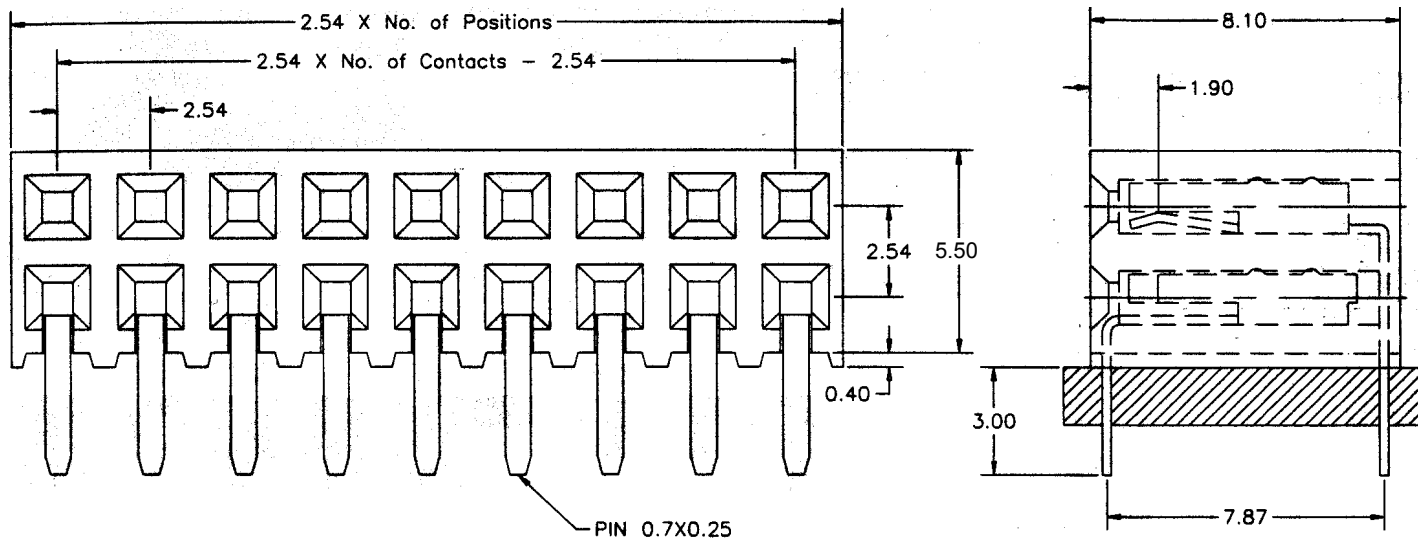 2.54 X No. of Positions
2.54 X No. of Contacts - 2.54
2.54
8.10
1.90
2.54
5.50
0.40
3.00
7.87
PIN 0.7X0.25